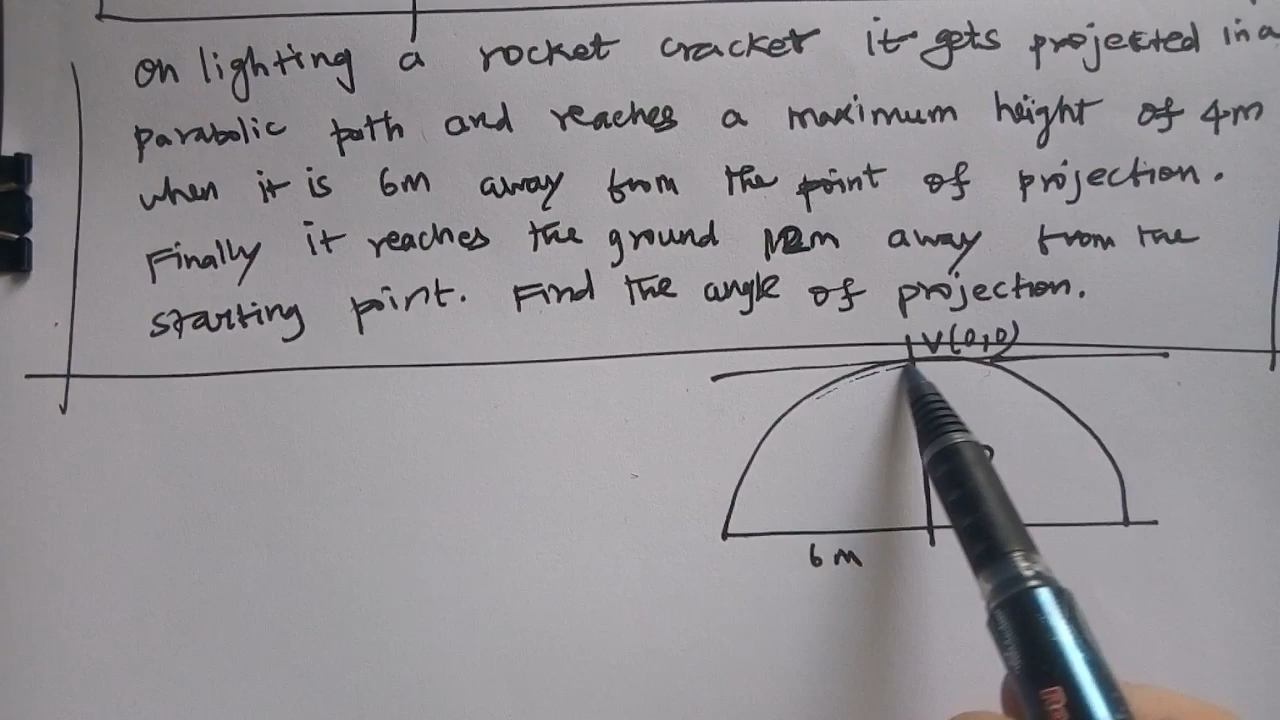 On lighting a rocket cracket it gets projected in a
parabolic path and reaches a maximum height of 4m
when it is 6m away from the point of projection.
Finally it reaches the ground 12m away from the
starting point. Find the angle of projection.
V(0,0)
6 m